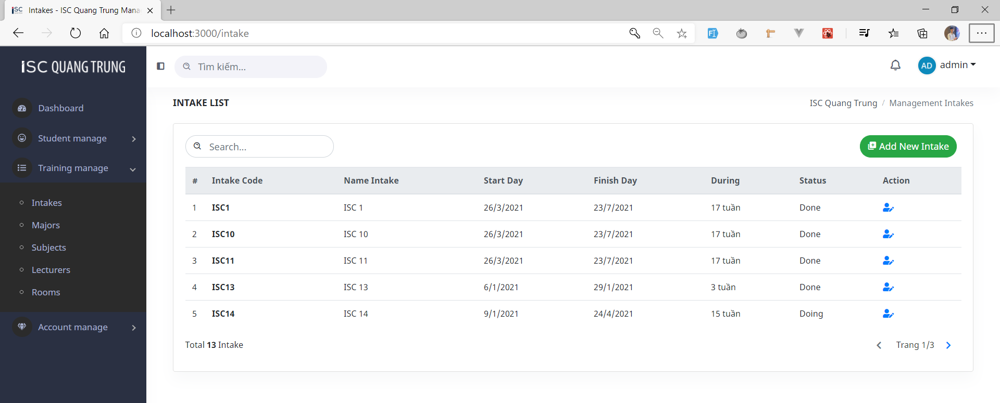 ISC Intakes - ISC Quang Trung Mana
localhost:3000/intake
ISC QUANG TRUNG
Tìm kiếm...
AD admin
Dashboard
Student manage
Training manage
Intakes
Majors
Subjects
Lecturers
Rooms
Account manage
INTAKE LIST
ISC Quang Trung / Management Intakes
Search...
Add New Intake
# Intake Code Name Intake Start Day Finish Day During Status Action
1 ISC1 ISC 1 26/3/2021 23/7/2021 17 tuần Done
2 ISC10 ISC 10 26/3/2021 23/7/2021 17 tuần Done
3 ISC11 ISC 11 26/3/2021 23/7/2021 17 tuần Done
4 ISC13 ISC 13 6/1/2021 29/1/2021 3 tuần Done
5 ISC14 ISC 14 9/1/2021 24/4/2021 15 tuần Doing
Total 13 Intake
Trang 1/3